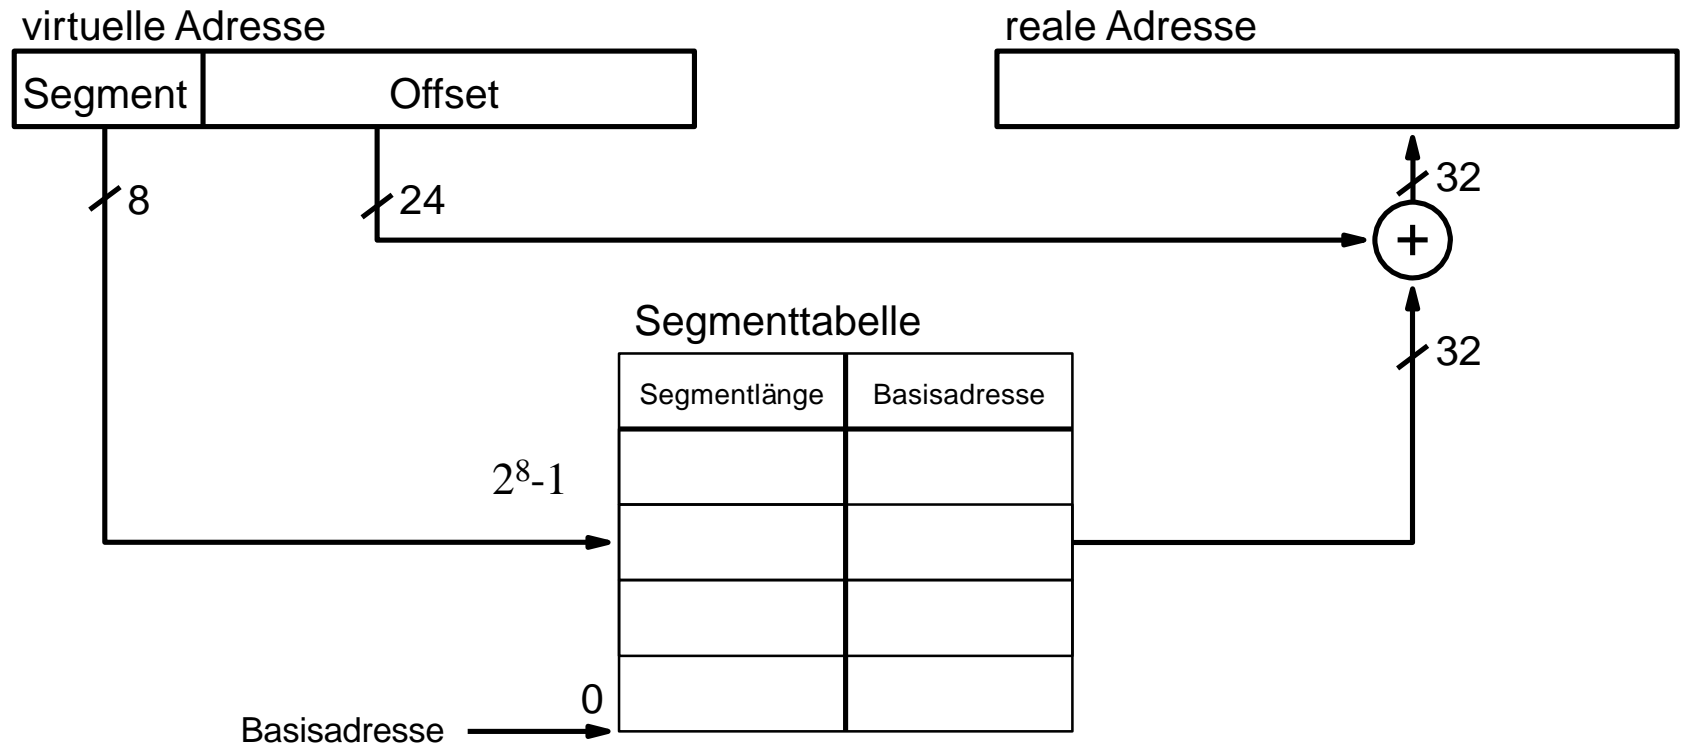 virtuelle Adresse
reale Adresse
Segment
Offset
8
24
32
+
Segmenttabelle
32
Segmentlänge
Basisadresse
2⁸-1
0
Basisadresse